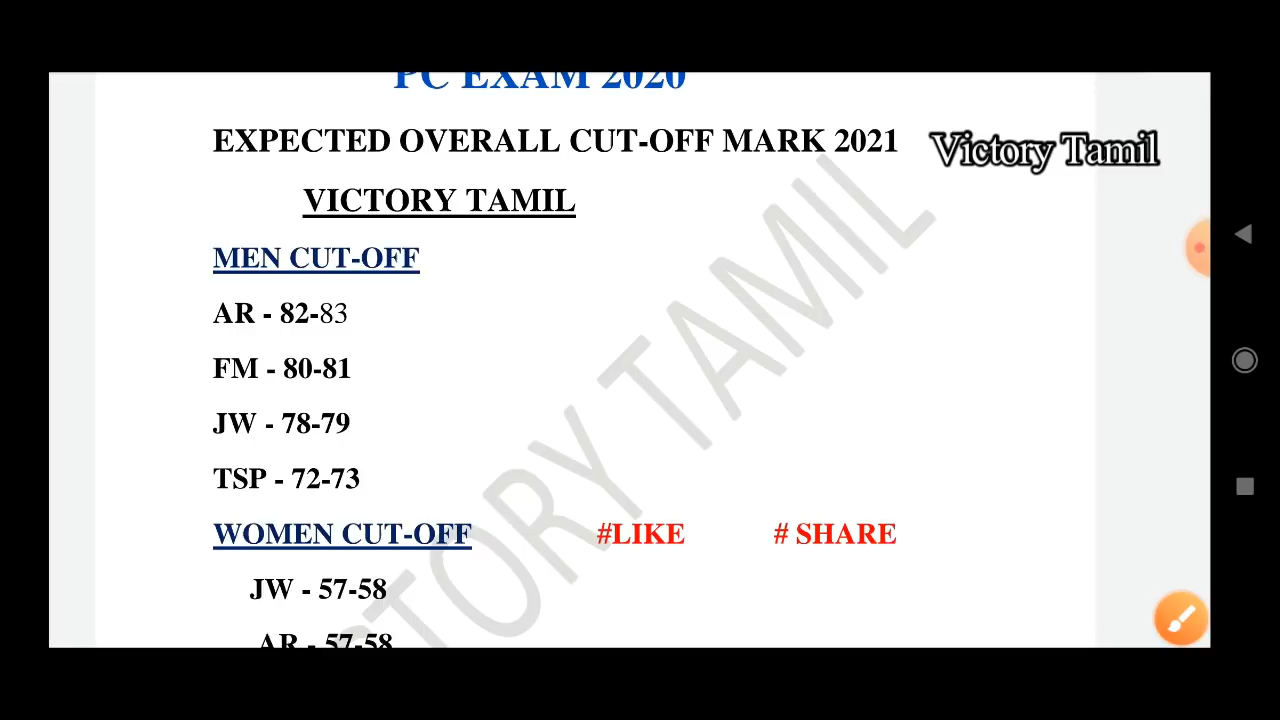 PC EXAM 2020
EXPECTED OVERALL CUT-OFF MARK 2021
Victory Tamil
VICTORY TAMIL
MEN CUT-OFF
AR - 82-83
FM - 80-81
JW - 78-79
TSP - 72-73
WOMEN CUT-OFF #LIKE # SHARE
JW - 57-58
AR - 57-58
VICTORY TAMIL